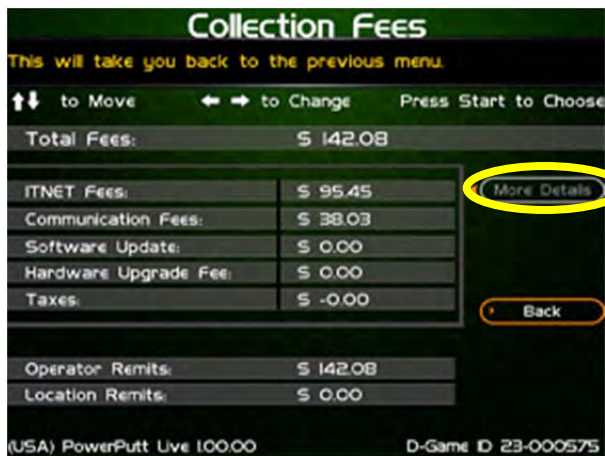 Collection Fees
This will take you back to the previous menu.
to Move to Change Press Start to Choose
Total Fees: $ 142.08
ITNET Fees: $ 95.45 More Details
Communication Fees: $ 38.03
Software Update: $ 0.00
Hardware Upgrade Fee: $ 0.00
Taxes: $ -0.00
Back
Operator Remits: $ 142.08
Location Remits: $ 0.00
(USA) PowerPutt Live 1.00.00 D-Game ID 23-000575